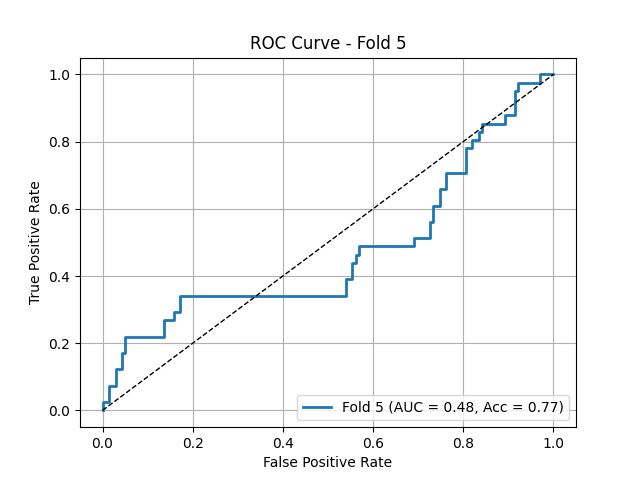 ROC Curve - Fold 5
True Positive Rate
1.0
0.8
0.6
0.4
0.2
0.0
Fold 5 (AUC = 0.48, Acc = 0.77)
0.0 0.2 0.4 0.6 0.8 1.0
False Positive Rate